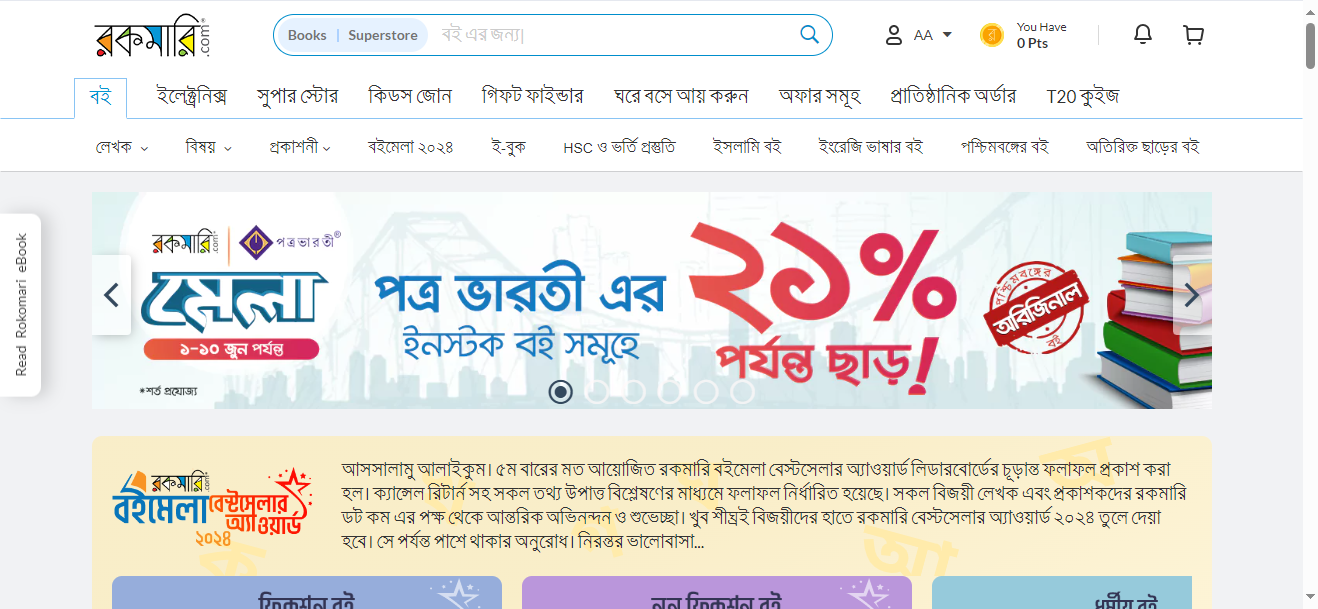 রকমারি.com
Books | Superstore
বই এর জন্য|
AA
You Have
0 Pts
বই
ইলেক্ট্রনিক্স
সুপার স্টোর
কিডস জোন
গিফট ফাইন্ডার
ঘরে বসে আয় করুন
অফার সমূহ
প্রাতিষ্ঠানিক অর্ডার
T20 কুইজ
লেখক
বিষয়
প্রকাশনী
বইমেলা ২০২৪
ই-বুক
HSC ও ভর্তি প্রস্তুতি
ইসলামি বই
ইংরেজি ভাষার বই
পশ্চিমবঙ্গের বই
অতিরিক্ত ছাড়ের বই
Read Rokomari eBook
রকমারি.com
পত্রভারতী®
মেলা
১-১০ জুন পর্যন্ত
*শর্ত প্রযোজ্য
পত্র ভারতী এর
ইনস্টক বই সমূহে
২১%
পর্যন্ত ছাড়!
পশ্চিমবঙ্গের
অরিজিনাল
বই
রকমারি.com
বইমেলা বেস্টসেলার
অ্যাওয়ার্ড
২০২৪
আসসালামু আলাইকুম। ৫ম বারের মত আয়োজিত রকমারি বইমেলা বেস্টসেলার অ্যাওয়ার্ড লিডারবোর্ডের চূড়ান্ত ফলাফল প্রকাশ করা
হল। ক্যান্সেল রিটার্ন সহ সকল তথ্য উপাত্ত বিশ্লেষণের মাধ্যমে ফলাফল নির্ধারিত হয়েছে। সকল বিজয়ী লেখক এবং প্রকাশকদের রকমারি
ডট কম এর পক্ষ থেকে আন্তরিক অভিনন্দন ও শুভেচ্ছা। খুব শীঘ্রই বিজয়ীদের হাতে রকমারি বেস্টসেলার অ্যাওয়ার্ড ২০২৪ তুলে দেয়া
হবে। সে পর্যন্ত পাশে থাকার অনুরোধ। নিরন্তর ভালোবাসা...
ফিকশন বই
নন ফিকশন বই
ধর্মীয় বই